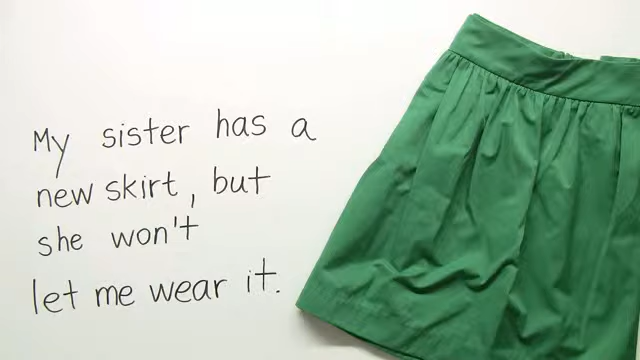 My sister has a
new skirt, but
she won't
let me wear it.